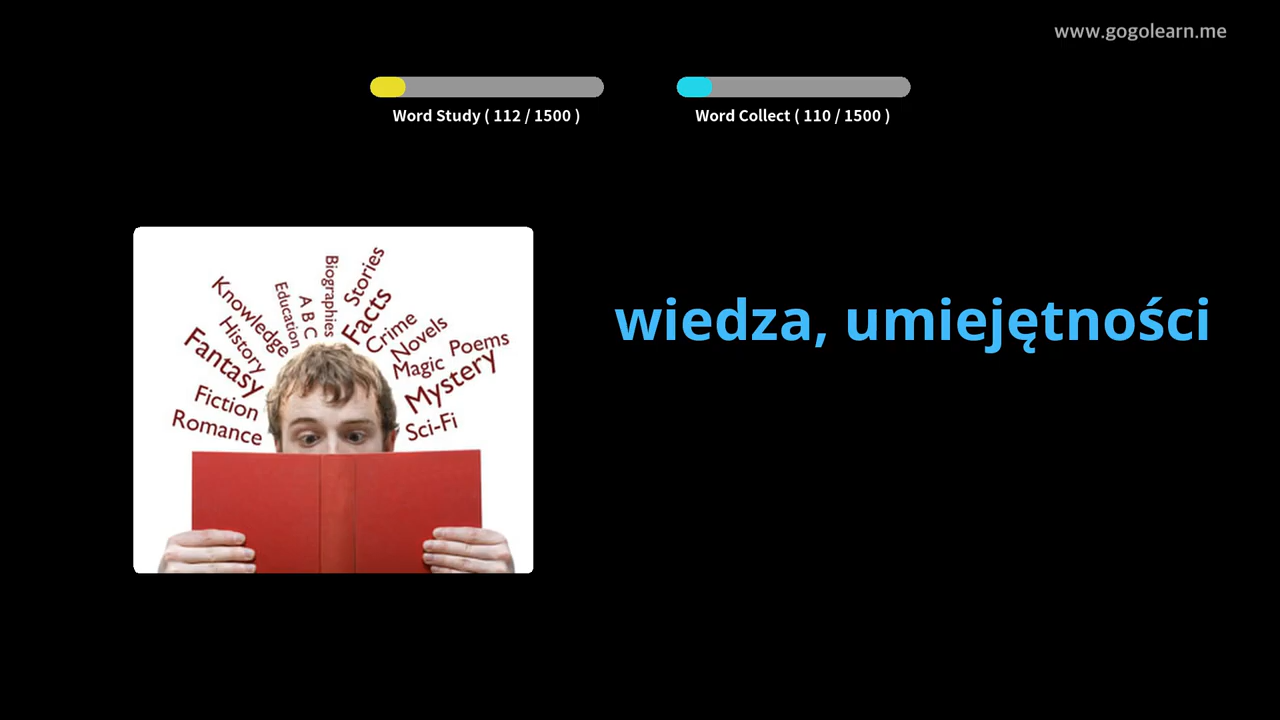 www.gogolearn.me
Word Study ( 112 / 1500 )
Word Collect ( 110 / 1500 )
wiedza, umiejętności
Knowledge
History
Fantasy
Fiction
Romance
Education
A B C
Biographies
Stories
Facts
Crime
Novels
Magic
Poems
Mystery
Sci-Fi